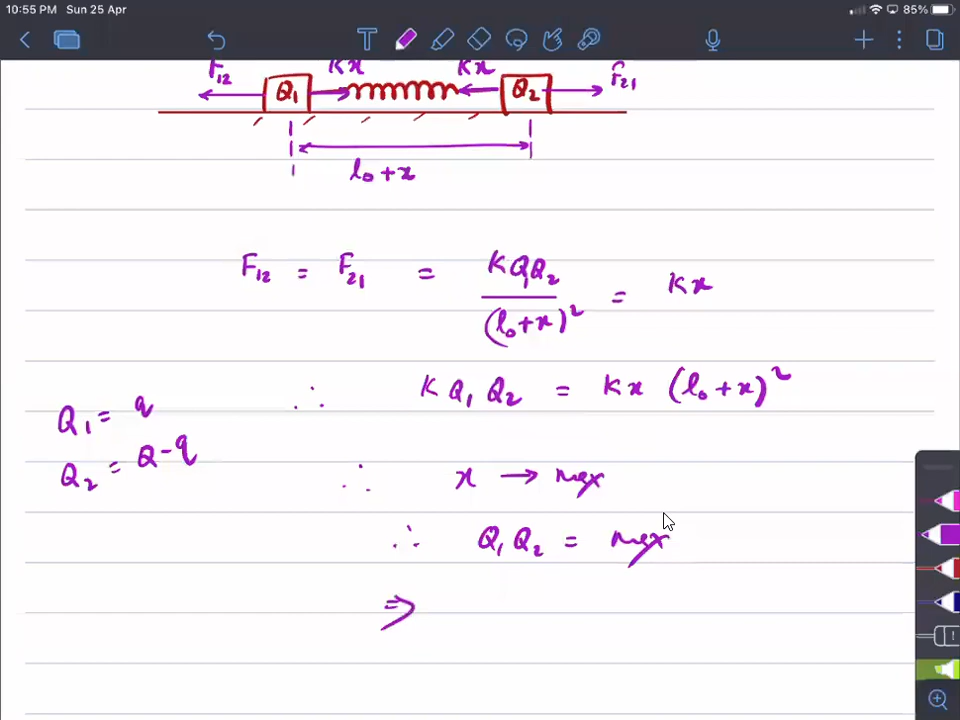 10:55 PM Sun 25 Apr 85%
F12 Kx Kx F21
Q1 Q2
l0 + x
F12 = F21 = KQ1Q2 / (l0+x)² = Kx
∴ KQ1Q2 = Kx (l0+x)²
Q1 = q
Q2 = Q-q
∴ x → max
∴ Q1Q2 = max
⇒